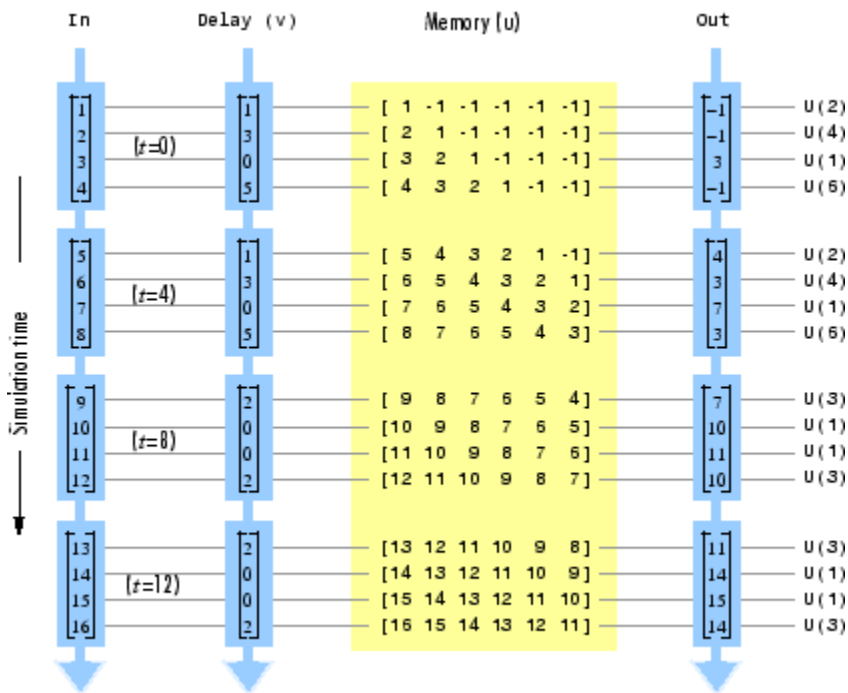 In Delay (v) Memory (u) Out
[1] [1] [ 1 -1 -1 -1 -1 -1] [-1] U(2)
2 3 [ 2 1 -1 -1 -1 -1] -1 U(4)
(t=0)
3 0 [ 3 2 1 -1 -1 -1] 3 U(1)
4 5 [ 4 3 2 1 -1 -1] -1 U(6)
5 1 [ 5 4 3 2 1 -1] 4 U(2)
6 3 [ 6 5 4 3 2 1] 3 U(4)
(t=4)
7 0 [ 7 6 5 4 3 2] 7 U(1)
8 5 [ 8 7 6 5 4 3] 3 U(6)
Simulation time
9 2 [ 9 8 7 6 5 4] 7 U(3)
10 0 [10 9 8 7 6 5] 10 U(1)
(t=8)
11 0 [11 10 9 8 7 6] 11 U(1)
12 2 [12 11 10 9 8 7] 10 U(3)
13 2 [13 12 11 10 9 8] 11 U(3)
14 0 [14 13 12 11 10 9] 14 U(1)
(t=12)
15 0 [15 14 13 12 11 10] 15 U(1)
16 2 [16 15 14 13 12 11] 14 U(3)